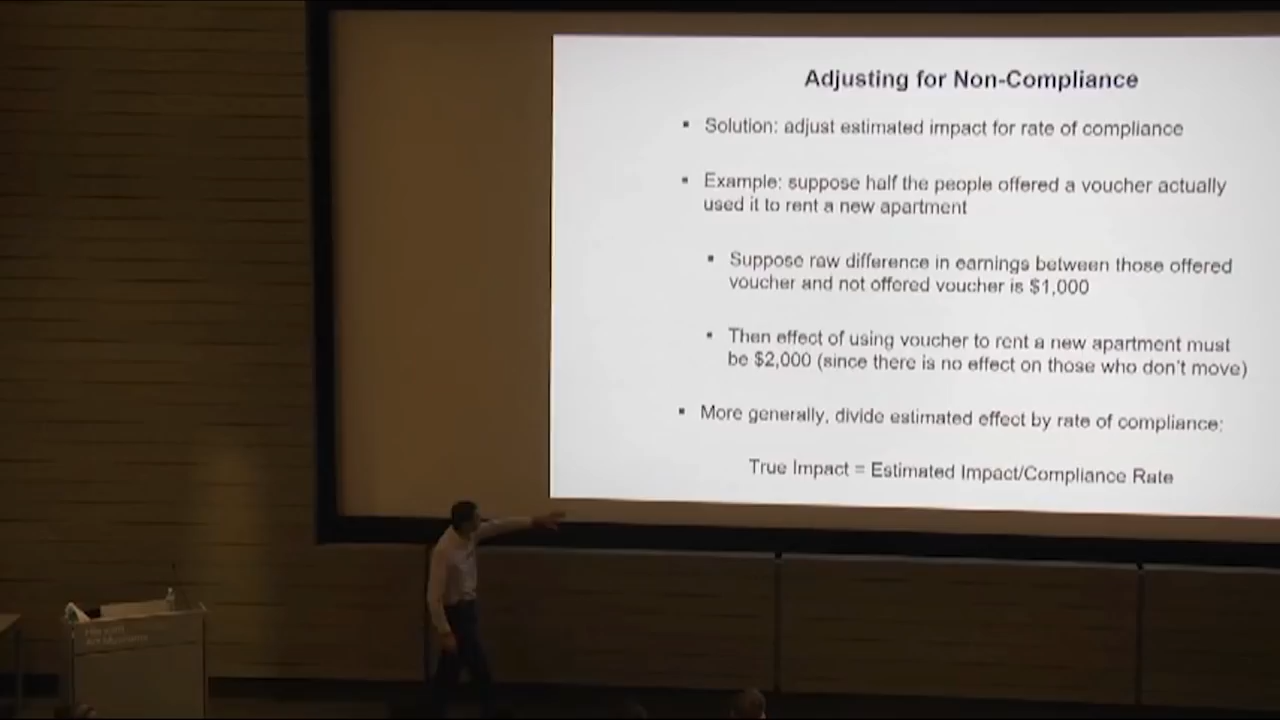 Adjusting for Non-Compliance
▪ Solution: adjust estimated impact for rate of compliance
▪ Example: suppose half the people offered a voucher actually
used it to rent a new apartment
▪ Suppose raw difference in earnings between those offered
voucher and not offered voucher is $1,000
▪ Then effect of using voucher to rent a new apartment must
be $2,000 (since there is no effect on those who don't move)
▪ More generally, divide estimated effect by rate of compliance:
True Impact = Estimated Impact/Compliance Rate